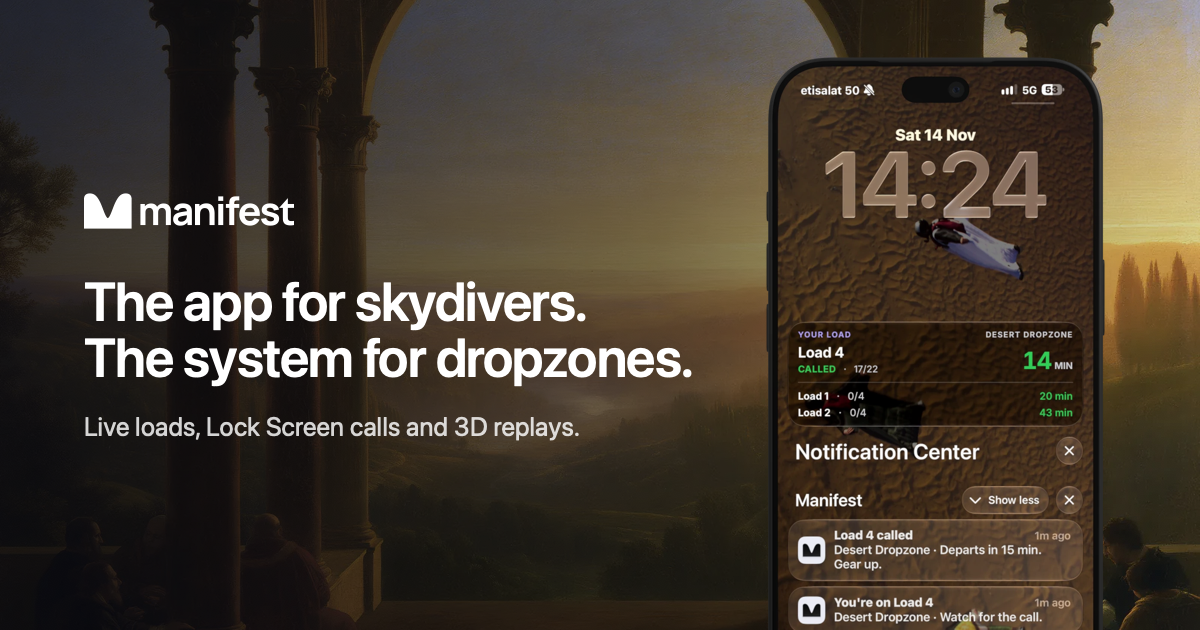 manifest
The app for skydivers.
The system for dropzones.
Live loads, Lock Screen calls and 3D replays.
etisalat 50
5G 53
Sat 14 Nov
14:24
YOUR LOAD DESERT DROPZONE
Load 4 14 MIN
CALLED · 17/22
Load 1 · 0/4 20 min
Load 2 · 0/4 43 min
Notification Center
Manifest Show less
Load 4 called 1m ago
Desert Dropzone · Departs in 15 min.
Gear up.
You're on Load 4 1m ago
Desert Dropzone · Watch for the call.